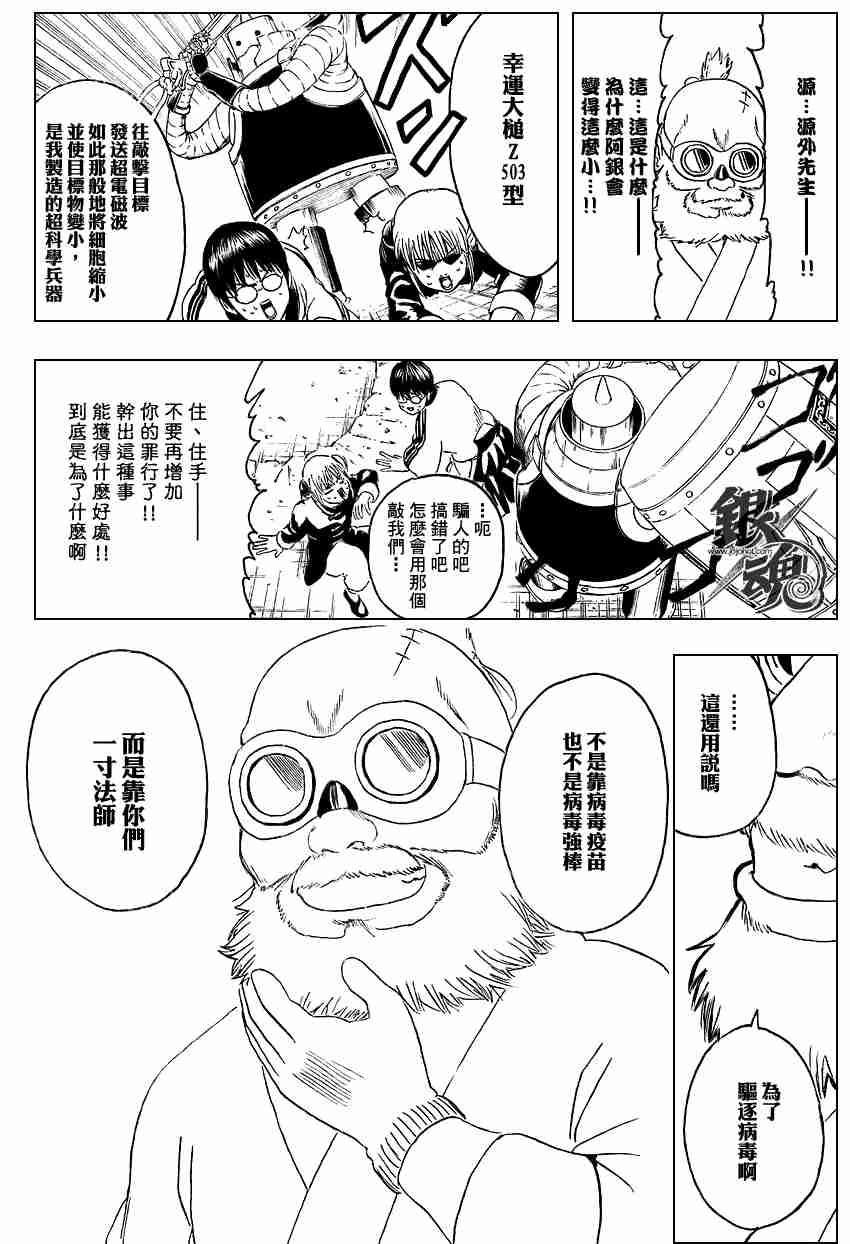 源…源外先生——!!
這…這是什麼——
為什麼阿銀會
變得這麼小…!!
幸運大槌Z
503型
往敲擊目標
發送超電磁波
如此那般地將細胞縮小
並使目標物變小，
是我製造的超科學兵器
ゴゴゴ
…呃
騙人的吧
搞錯了吧
怎麼會用那個
敲我們…
住、住手——
不要再增加
你的罪行了!!
幹出這種事
能獲得什麼好處!!
到底是為了什麼啊
銀魂
www.jojohot.com
……
這還用説嗎
為了
驅逐病毒啊
不是靠病毒疫苗
也不是病毒強棒
而是靠你們
一寸法師